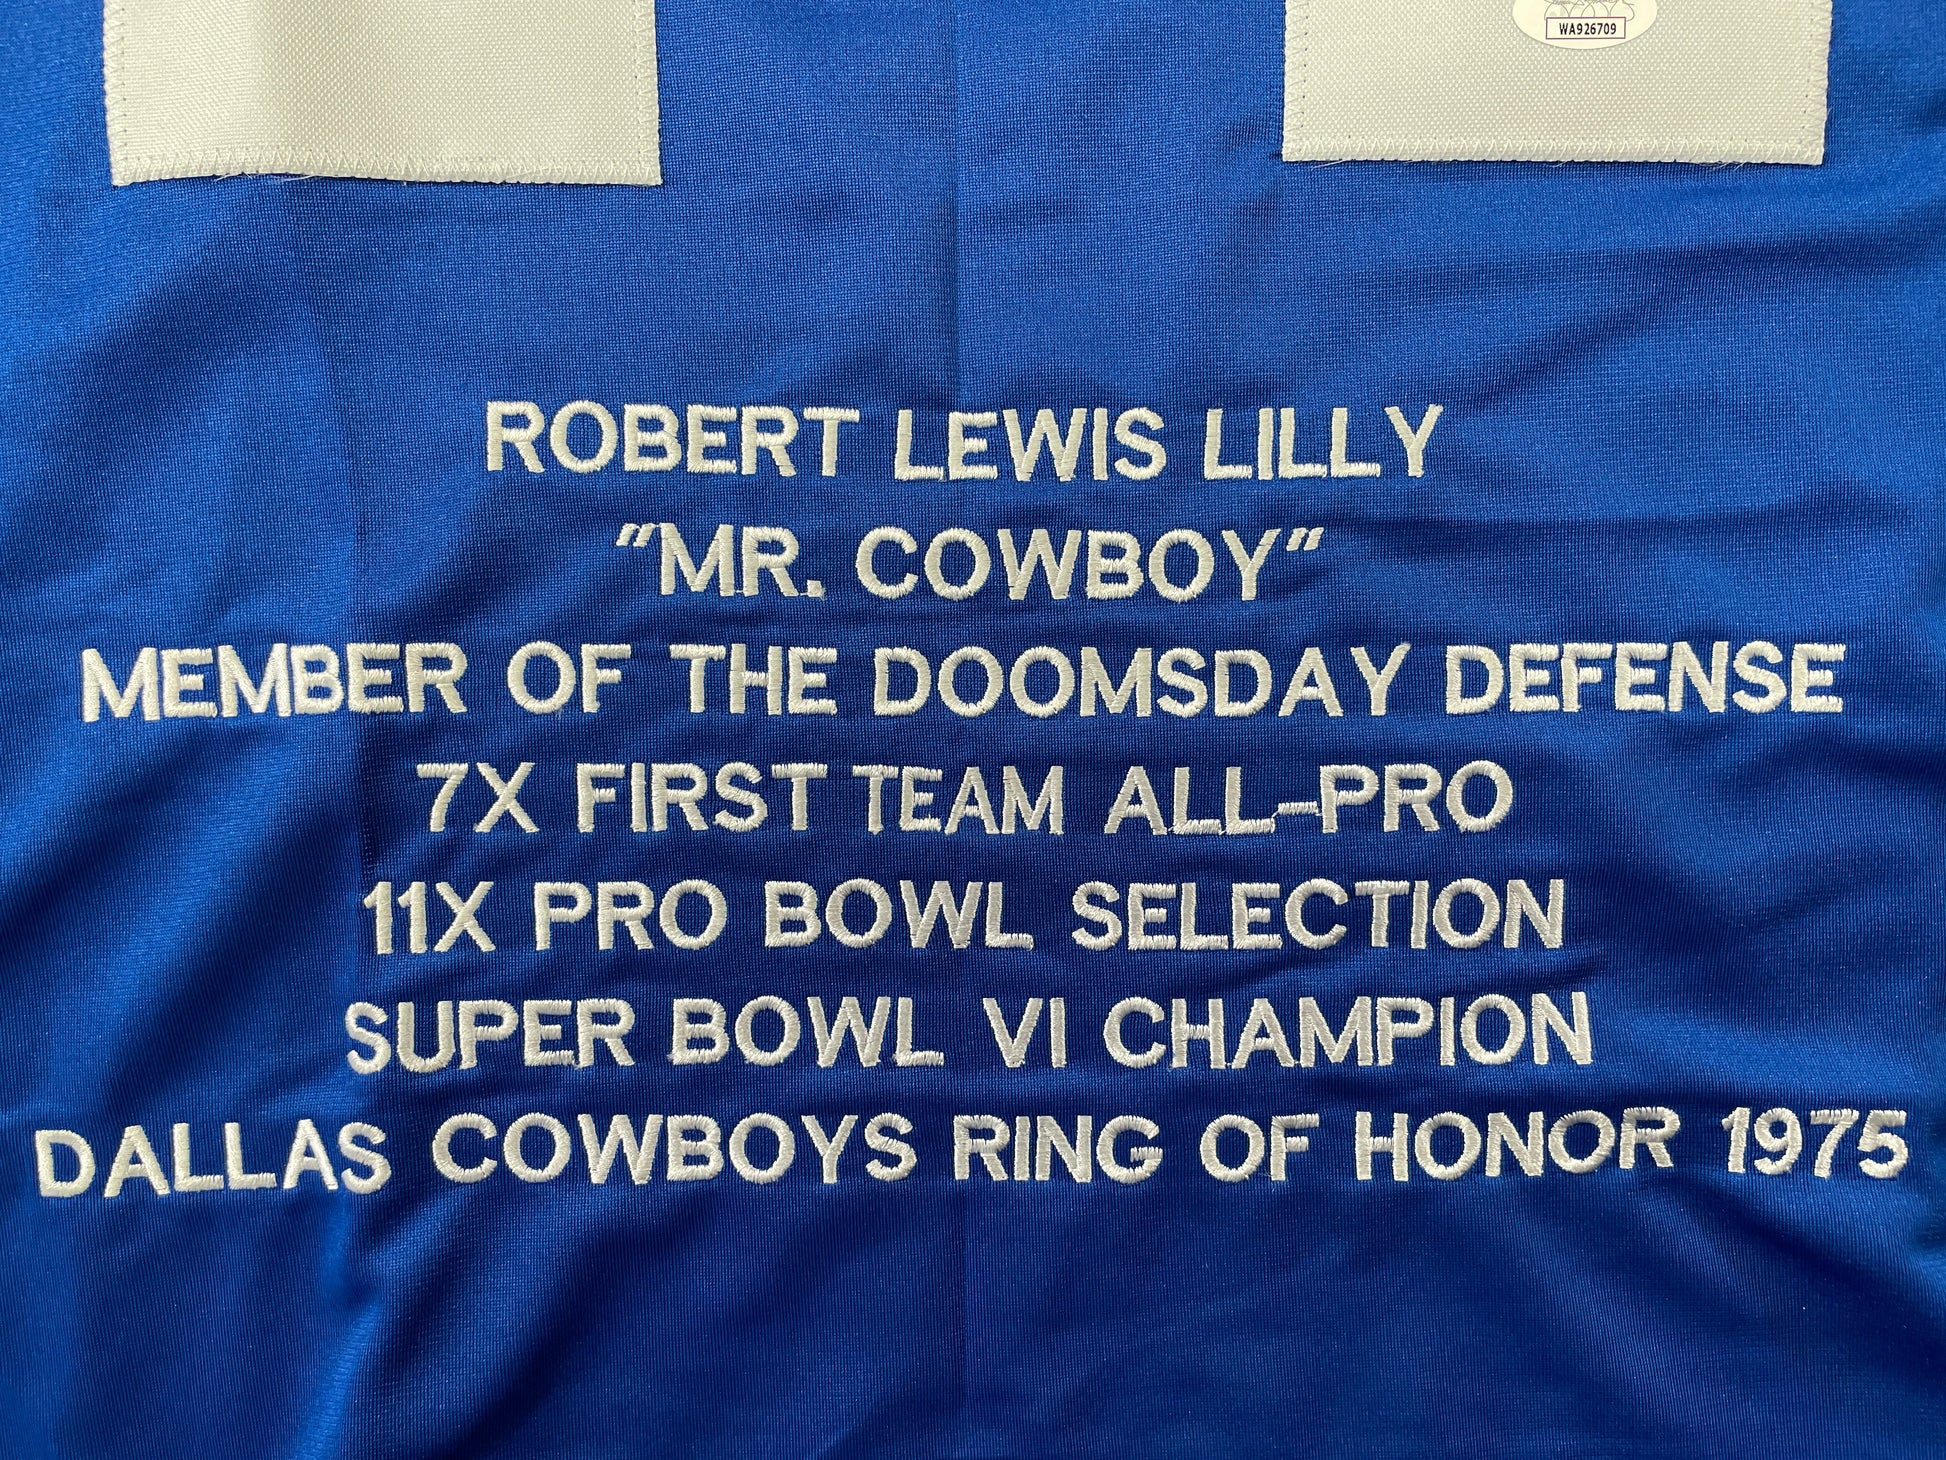 WA926709
ROBERT LEWIS LILLY
"MR. COWBOY"
MEMBER OF THE DOOMSDAY DEFENSE
7X FIRST TEAM ALL-PRO
11X PRO BOWL SELECTION
SUPER BOWL VI CHAMPION
DALLAS COWBOYS RING OF HONOR 1975